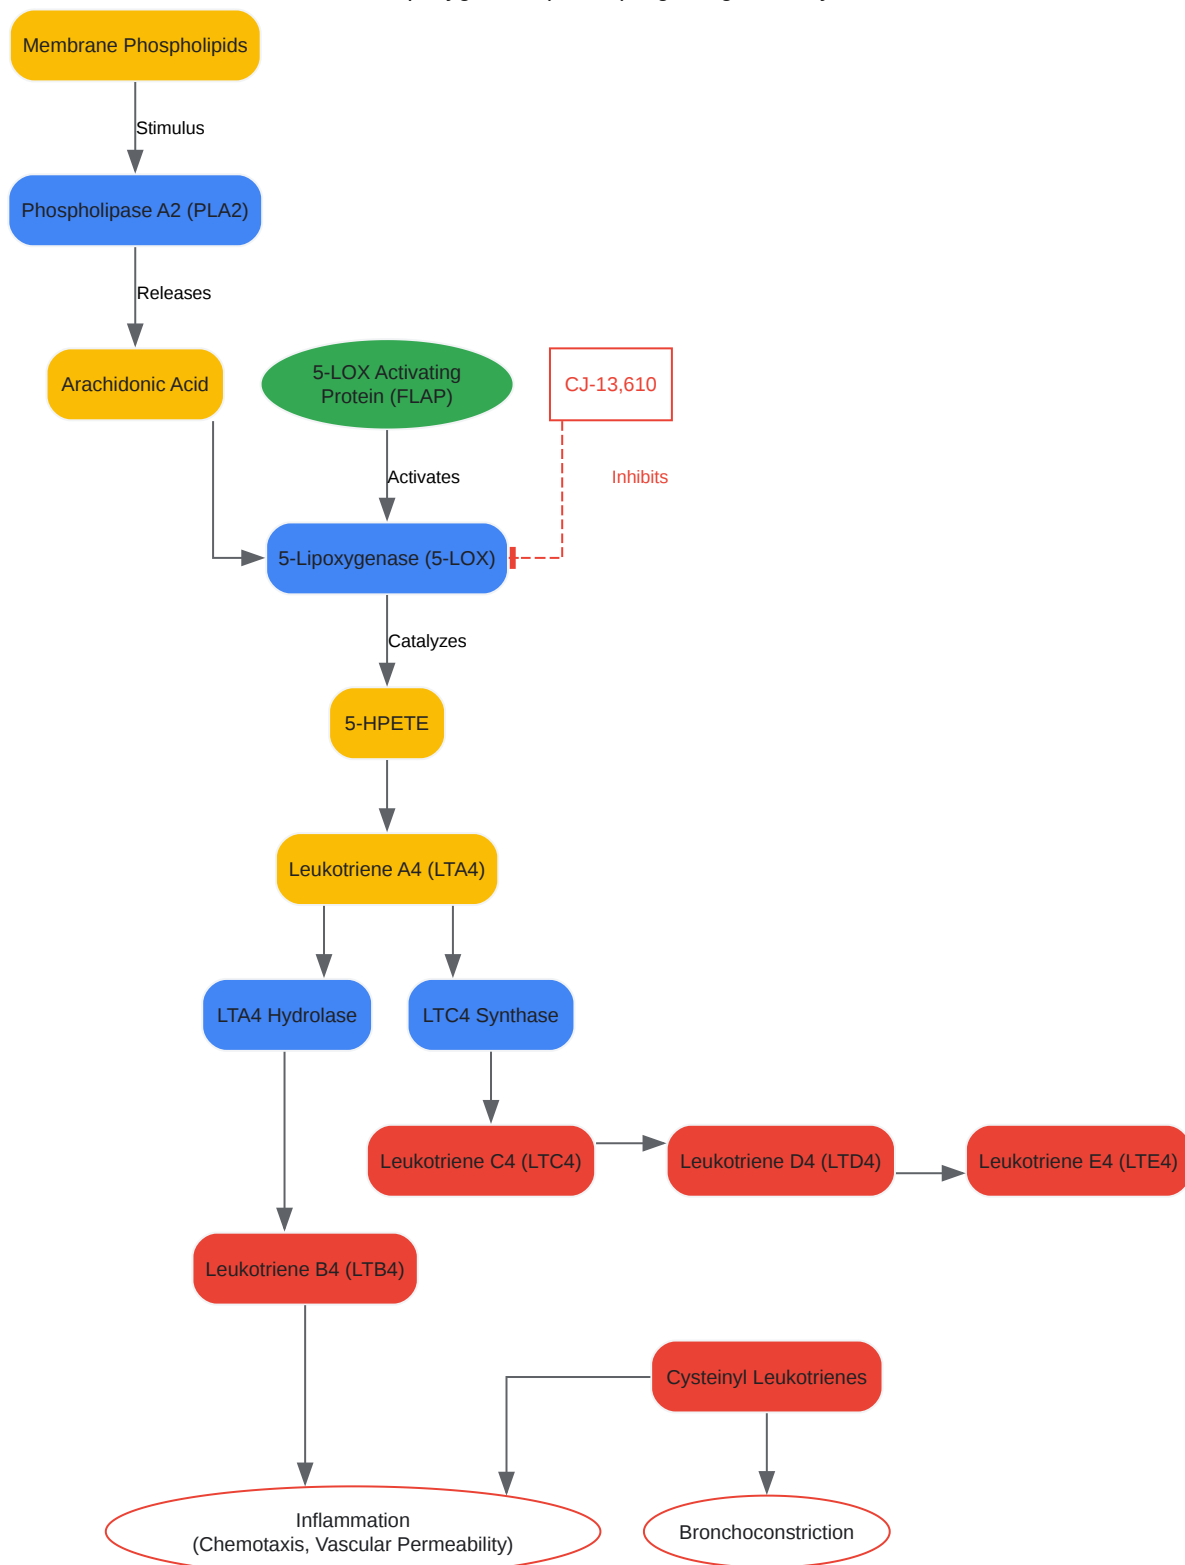 Membrane Phospholipids
Stimulus
Phospholipase A2 (PLA2)
Releases
Arachidonic Acid
5-LOX Activating
Protein (FLAP)
CJ-13,610
Activates
Inhibits
5-Lipoxygenase (5-LOX)
Catalyzes
5-HPETE
Leukotriene A4 (LTA4)
LTA4 Hydrolase
LTC4 Synthase
Leukotriene C4 (LTC4)
Leukotriene D4 (LTD4)
Leukotriene E4 (LTE4)
Leukotriene B4 (LTB4)
Cysteinyl Leukotrienes
Inflammation
(Chemotaxis, Vascular Permeability)
Bronchoconstriction